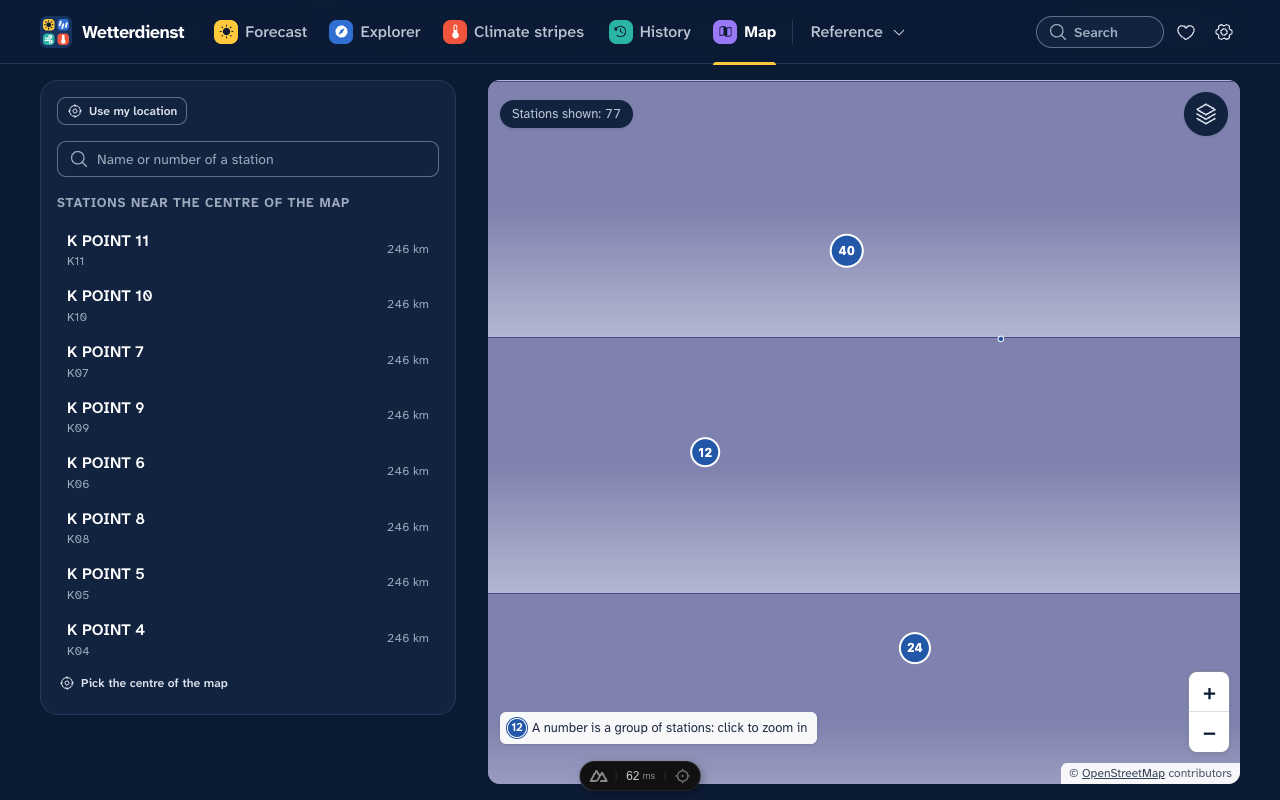 Wetterdienst
Forecast
Explorer
Climate stripes
History
Map
Reference
Search
Use my location
Name or number of a station
STATIONS NEAR THE CENTRE OF THE MAP
K POINT 11
K11
246 km
K POINT 10
K10
246 km
K POINT 7
K07
246 km
K POINT 9
K09
246 km
K POINT 6
K06
246 km
K POINT 8
K08
246 km
K POINT 5
K05
246 km
K POINT 4
K04
246 km
Pick the centre of the map
Stations shown: 77
40
12
24
+
−
12 A number is a group of stations: click to zoom in
62 ms
© OpenStreetMap contributors